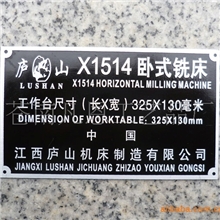 庐山 X1514 卧式铣床
LUSHAN X1514 HORIZONTAL MILLING MACHINE
工作台尺寸（长X宽）325X130毫米
DIMENSION OF WORKTABLE: 325X130mm
中 国
江西庐山机床制造有限公司
JIANGXI LUSHAN JICHUANG ZHIZAO YOUXIAN GONGSI